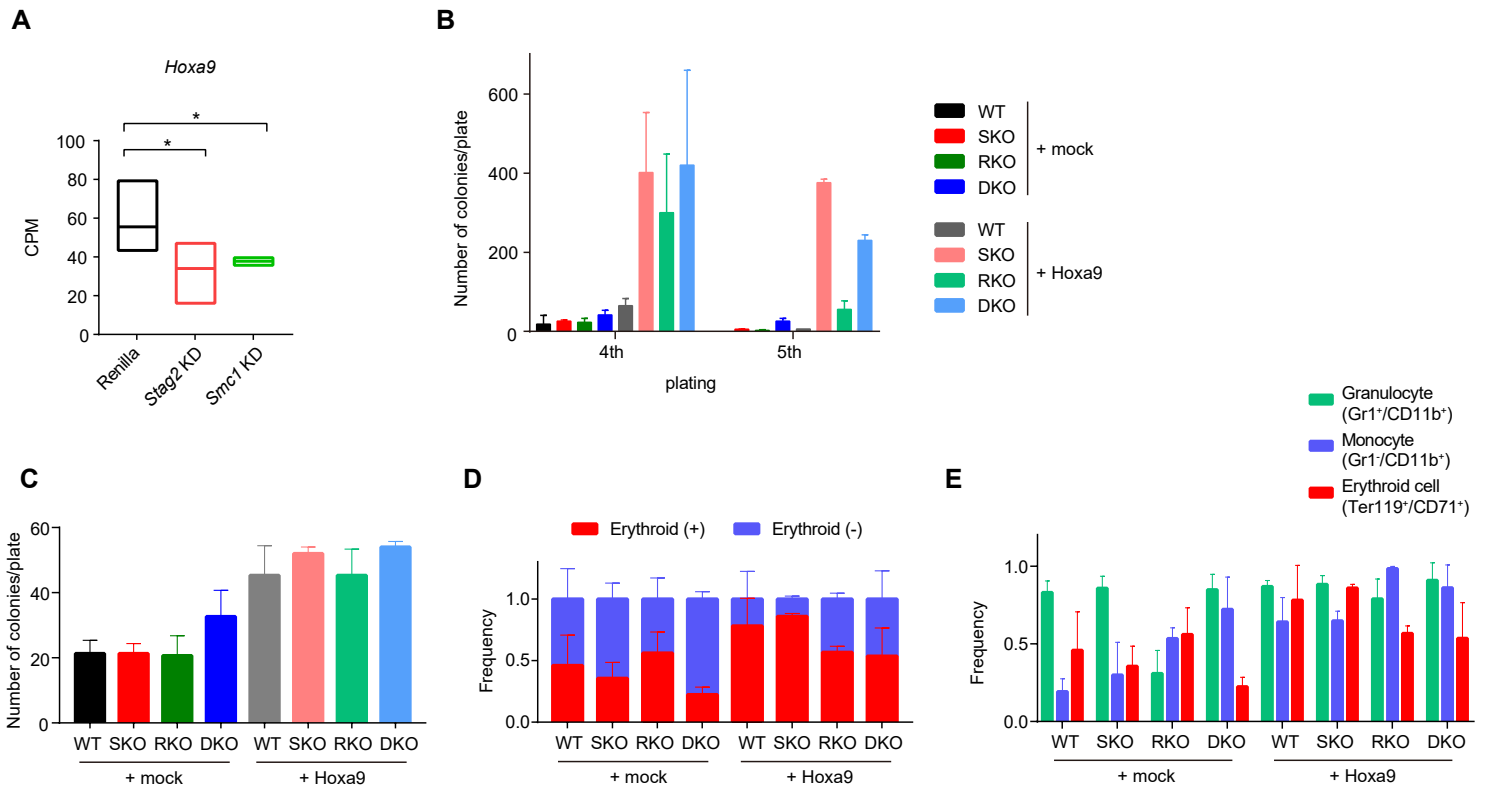 A
Hoxa9
*
*
100
80
60
40
20
0
CPM
Renilla
Stag2 KD
Smc1 KD
B
600
400
200
0
Number of colonies/plate
4th
5th
plating
WT
SKO
RKO
DKO
+ mock
WT
SKO
RKO
DKO
+ Hoxa9
C
60
40
20
0
Number of colonies/plate
WT SKO RKO DKO WT SKO RKO DKO
+ mock + Hoxa9
D
Erythroid (+) Erythroid (-)
1.0
0.5
0.0
Frequency
WT SKO RKO DKO WT SKO RKO DKO
+ mock + Hoxa9
E
Granulocyte
(Gr1⁺/CD11b⁺)
Monocyte
(Gr1⁻/CD11b⁺)
Erythroid cell
(Ter119⁺/CD71⁺)
1.0
0.5
0.0
Frequency
WT SKO RKO DKO WT SKO RKO DKO
+ mock + Hoxa9